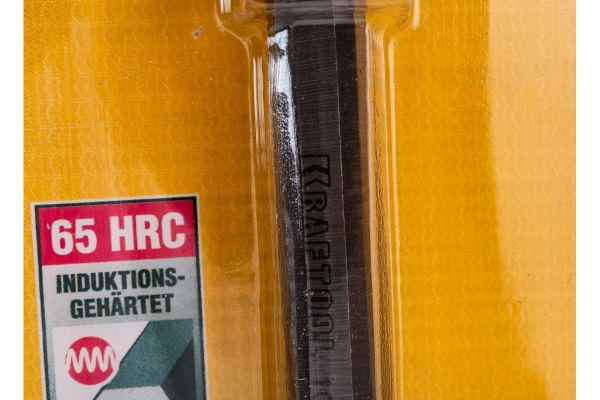 65 HRC
INDUKTIONS-
GEHÄRTET
KRAFTOOL